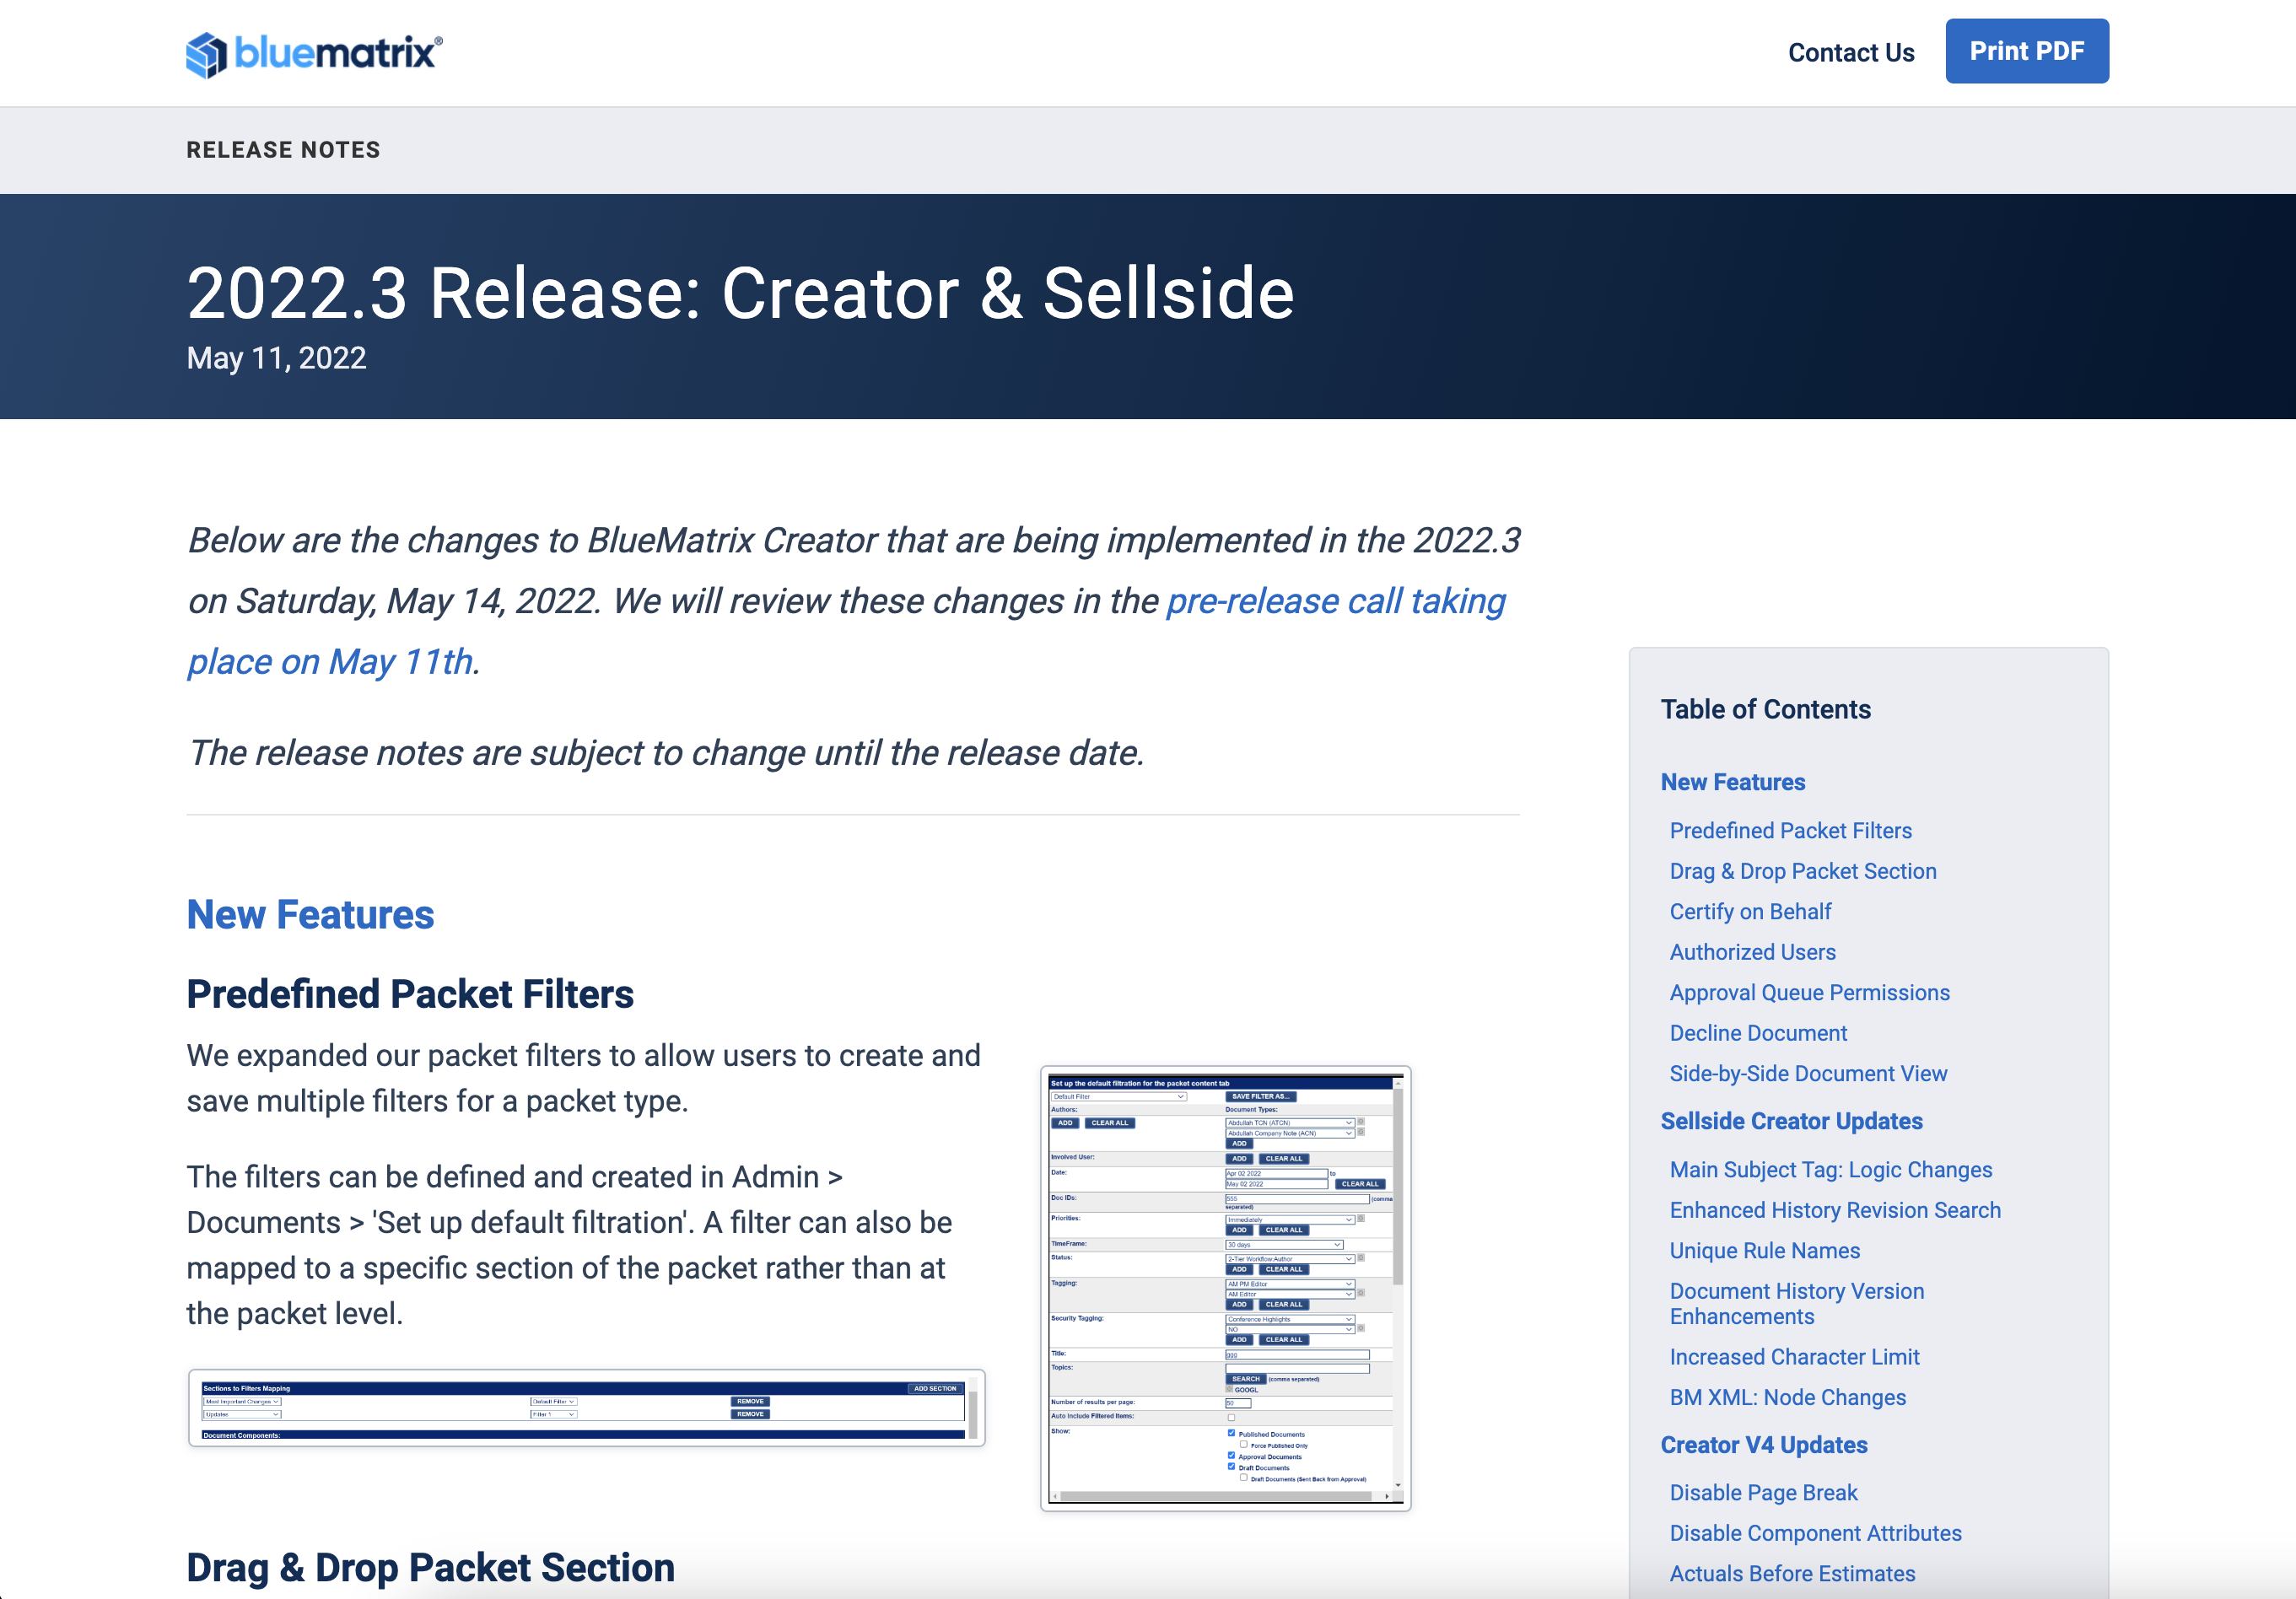 bluematrix®
Contact Us
Print PDF
RELEASE NOTES
2022.3 Release: Creator & Sellside
May 11, 2022
Below are the changes to BlueMatrix Creator that are being implemented in the 2022.3
on Saturday, May 14, 2022. We will review these changes in the pre-release call taking
place on May 11th.
The release notes are subject to change until the release date.
New Features
Predefined Packet Filters
We expanded our packet filters to allow users to create and
save multiple filters for a packet type.
The filters can be defined and created in Admin >
Documents > 'Set up default filtration'. A filter can also be
mapped to a specific section of the packet rather than at
the packet level.
Sections to Filters Mapping
ADD SECTION
Most Important Changes Default Filter REMOVE
Updates Filter 1 REMOVE
Document Components:
Set up the default filtration for the packet content tab
Default Filter SAVE FILTER AS...
Authors: Document Types:
ADD CLEAR ALL Abdullah TCN (ATCN)
Abdullah Company Note (ACN)
ADD
Involved User: ADD CLEAR ALL
Date: Apr 02 2022 to
May 02 2022 CLEAR ALL
Doc IDs: 555 (comma
separated)
Priorities: Immediately
ADD CLEAR ALL
TimeFrame: 30 days
Status: 2-Tier Workflow Author
ADD CLEAR ALL
Tagging: AM PM Editor
AM Editor
ADD CLEAR ALL
Security Tagging: Conference Highlights
NO
ADD CLEAR ALL
Title: ggg
Topics:
SEARCH (comma separated)
GOOGL
Number of results per page: 50
Auto Include Filtered Items:
Show: Published Documents
Force Published Only
Approval Documents
Draft Documents
Draft Documents (Sent Back from Approval)
Drag & Drop Packet Section
Table of Contents
New Features
Predefined Packet Filters
Drag & Drop Packet Section
Certify on Behalf
Authorized Users
Approval Queue Permissions
Decline Document
Side-by-Side Document View
Sellside Creator Updates
Main Subject Tag: Logic Changes
Enhanced History Revision Search
Unique Rule Names
Document History Version
Enhancements
Increased Character Limit
BM XML: Node Changes
Creator V4 Updates
Disable Page Break
Disable Component Attributes
Actuals Before Estimates